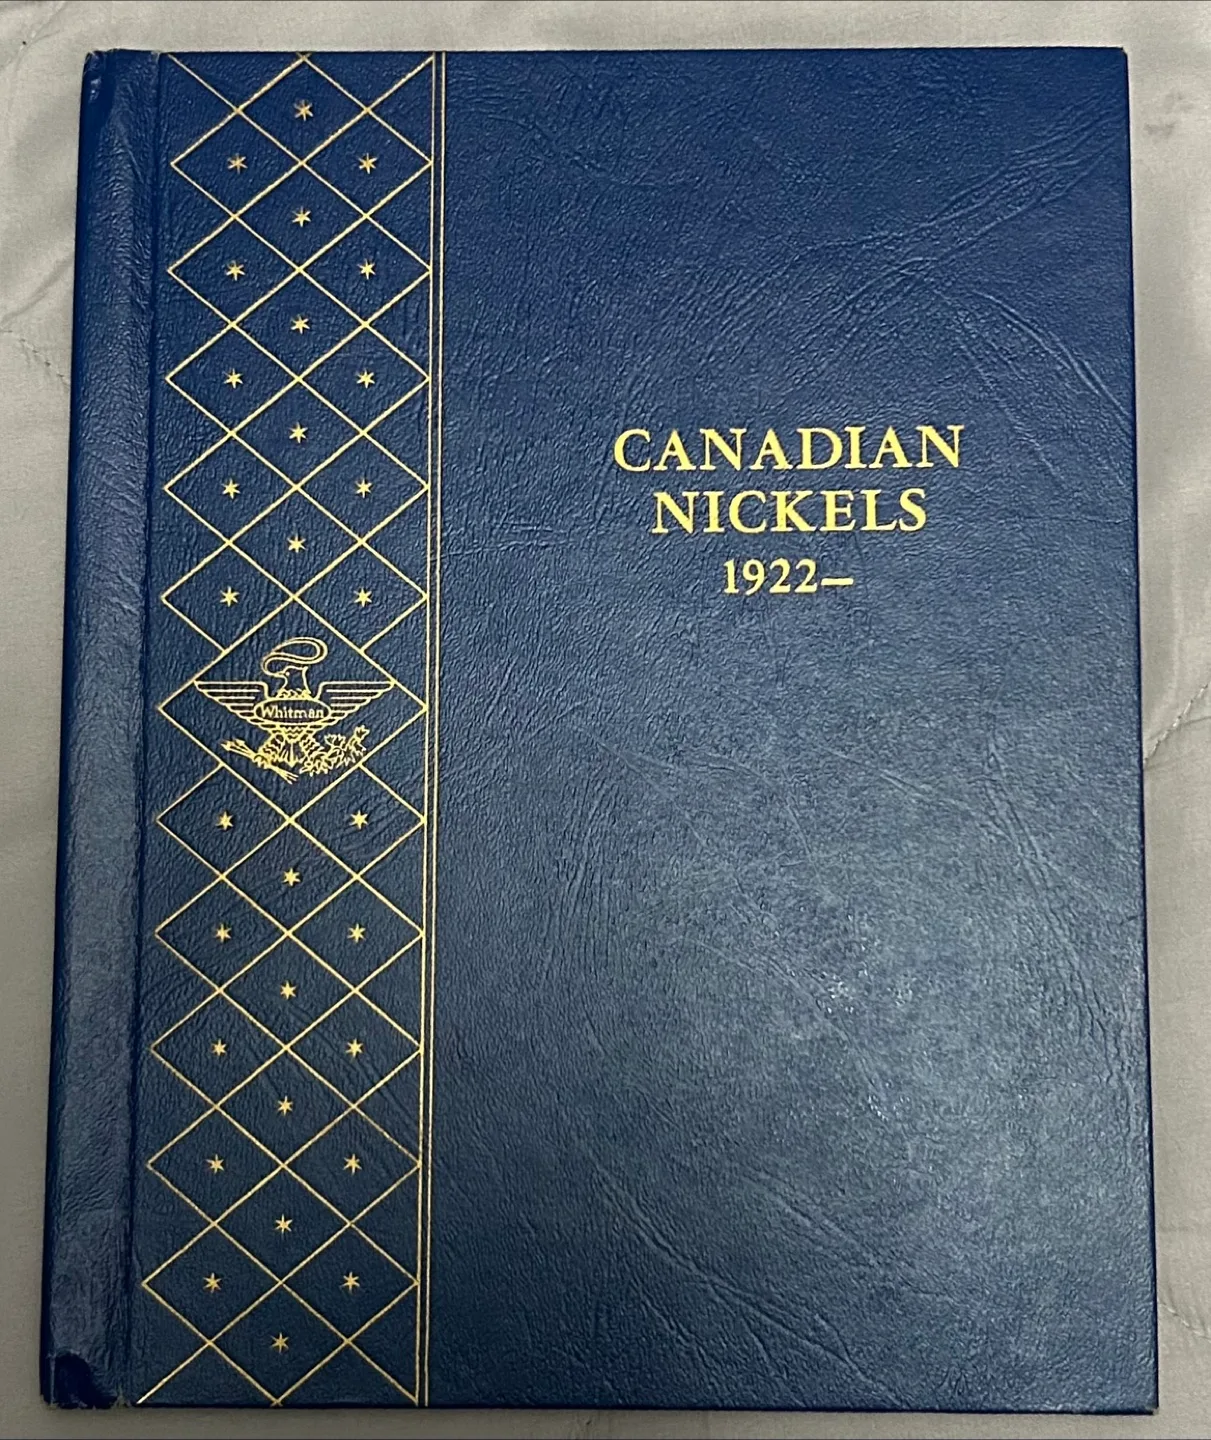 CANADIAN
NICKELS
1922—
Whitman